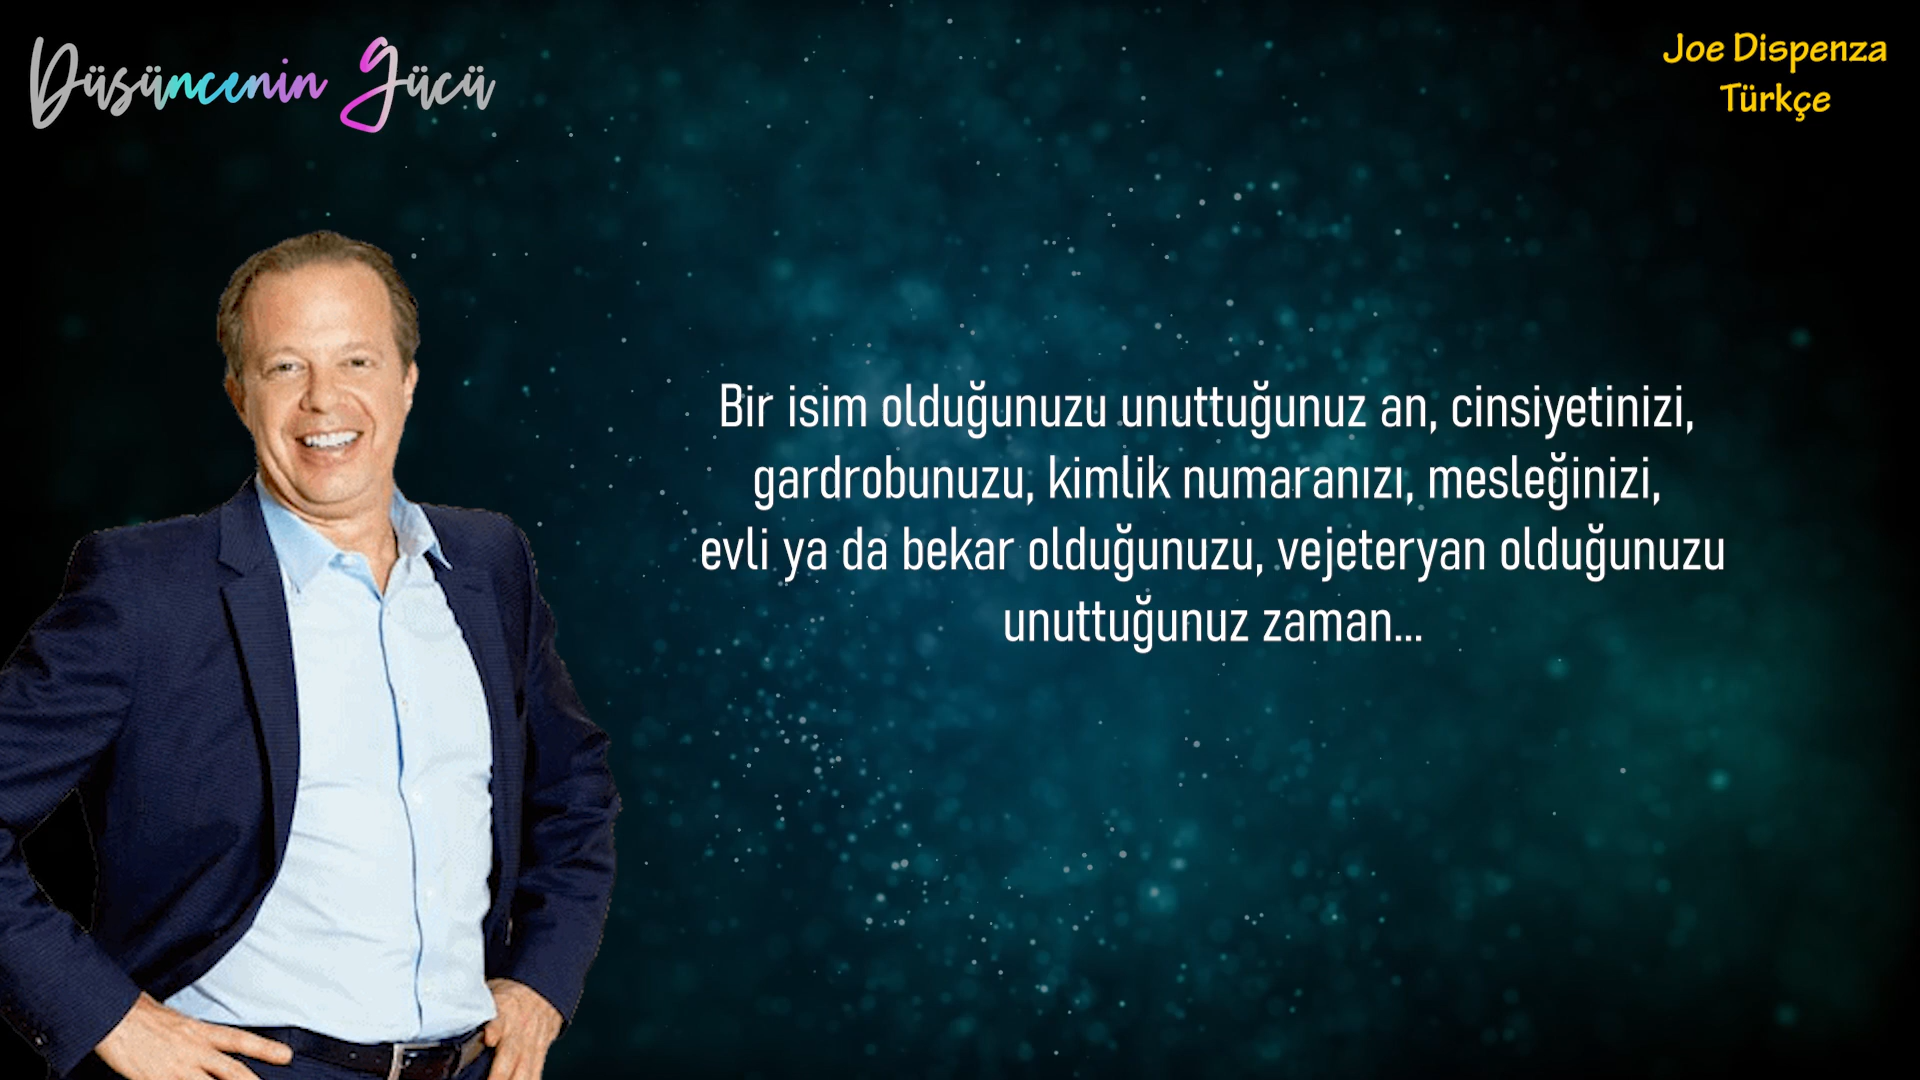 Düsüncenin Gücü
Joe Dispenza
Türkçe
Bir isim olduğunuzu unuttuğunuz an, cinsiyetinizi,
gardrobunuzu, kimlik numaranızı, mesleğinizi,
evli ya da bekar olduğunuzu, vejeteryan olduğunuzu
unuttuğunuz zaman...